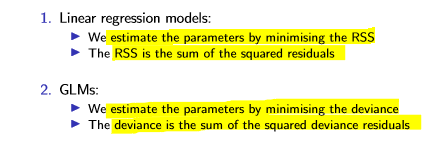 1. Linear regression models:
▶ We estimate the parameters by minimising the RSS
▶ The RSS is the sum of the squared residuals
2. GLMs:
▶ We estimate the parameters by minimising the deviance
▶ The deviance is the sum of the squared deviance residuals